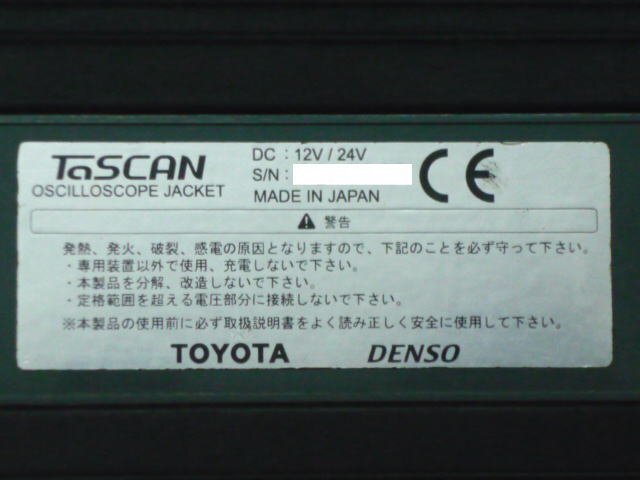 TaSCAN
OSCILLOSCOPE JACKET
DC : 12V / 24V
S/N :
MADE IN JAPAN
CE
警告
発熱、発火、破裂、感電の原因となりますので、下記のことを必ず守って下さい。
・専用装置以外で使用、充電しないで下さい。
・本製品を分解、改造しないで下さい。
・定格範囲を超える電圧部分に接続しないで下さい。
※本製品の使用前に必ず取扱説明書をよく読み正しく安全に使用して下さい。
TOYOTA DENSO